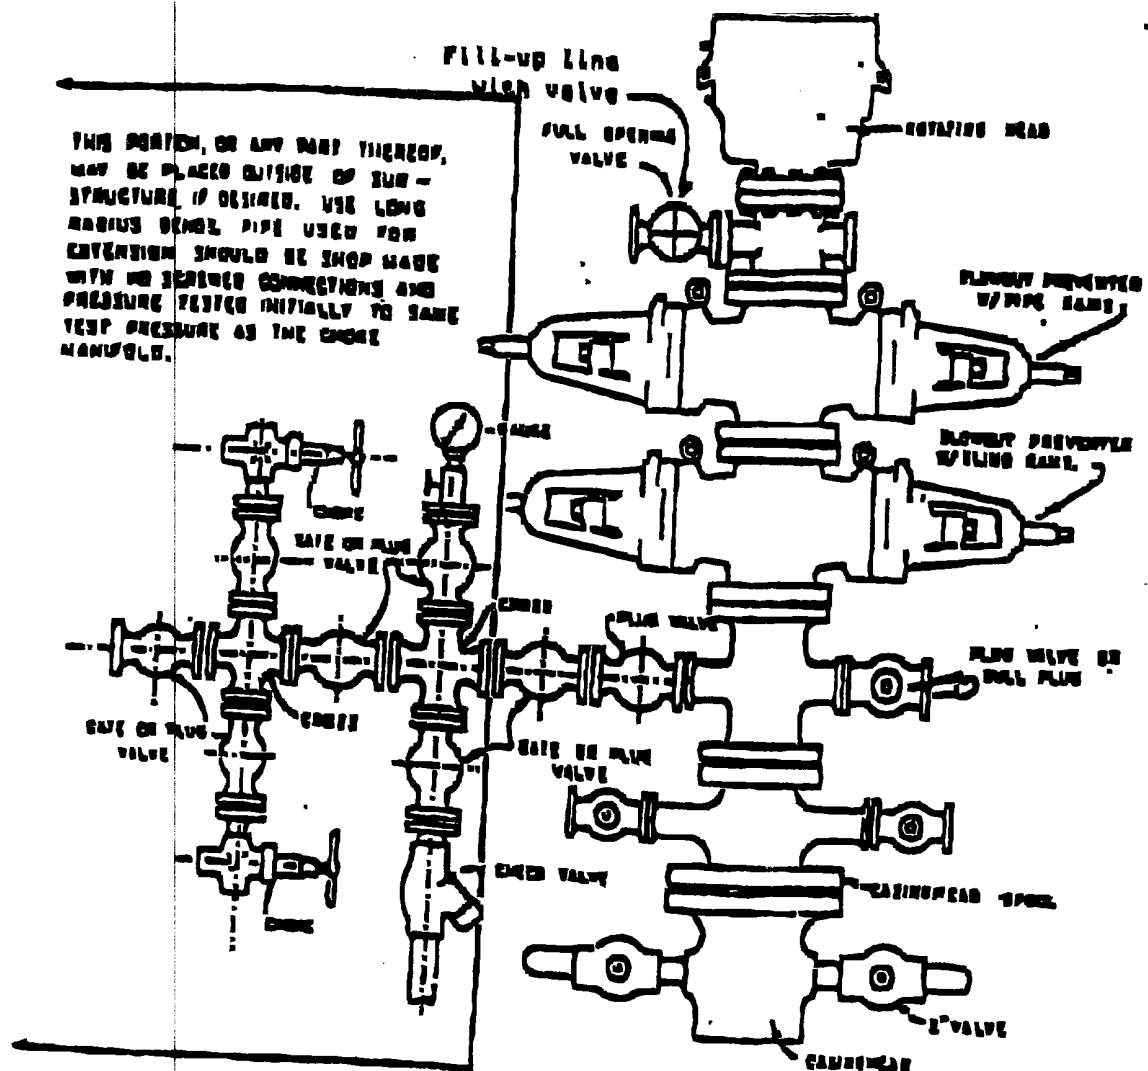 Fill-up line
with valve
FULL OPENING
VALVE
ROTATING HEAD
THIS PORTION, OR ANY PART THEREOF,
MAY BE PLACED OUTSIDE OF SUB-
STRUCTURE IF DESIRED. USE LONG
RADIUS BENDS. PIPE USED FOR
EXTENSION SHOULD BE SHOP MADE
WITH NO SCREWED CONNECTIONS AND
PRESSURE TESTED INITIALLY TO SAME
TEST PRESSURE AS THE CHOKE
MANIFOLD.
BLOWOUT PREVENTER
W/PIPE RAMS.
GAUGE
BLOWOUT PREVENTER
W/BLIND RAMS.
CHOKE
GATE OR PLUG
VALVE
CROSS
PLUG VALVE
PLUG VALVE OR
BULL PLUG
CROSS
GATE OR PLUG
VALVE
GATE OR PLUG
VALVE
CHECK VALVE
CASINGHEAD SPOOL
CHOKE
2" VALVE
CASINGHEAD